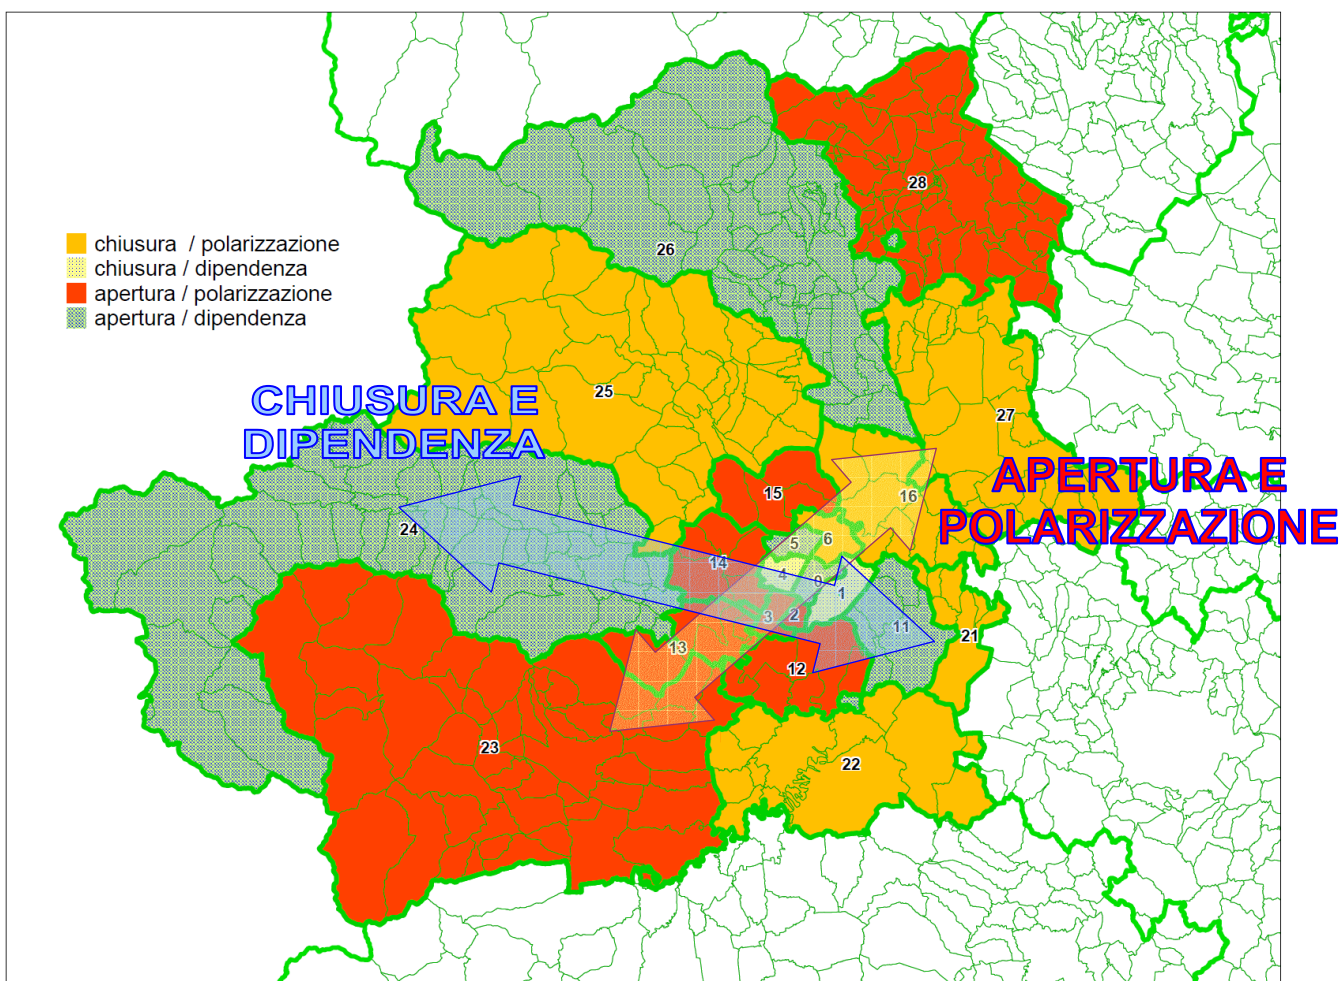 28
26
chiusura / polarizzazione
chiusura / dipendenza
apertura / polarizzazione
apertura / dipendenza
25
CHIUSURA E
DIPENDENZA
27
APERTURA E
POLARIZZAZIONE
15
16
24
5
6
14
4
0
1
3
2
11
21
13
12
23
22